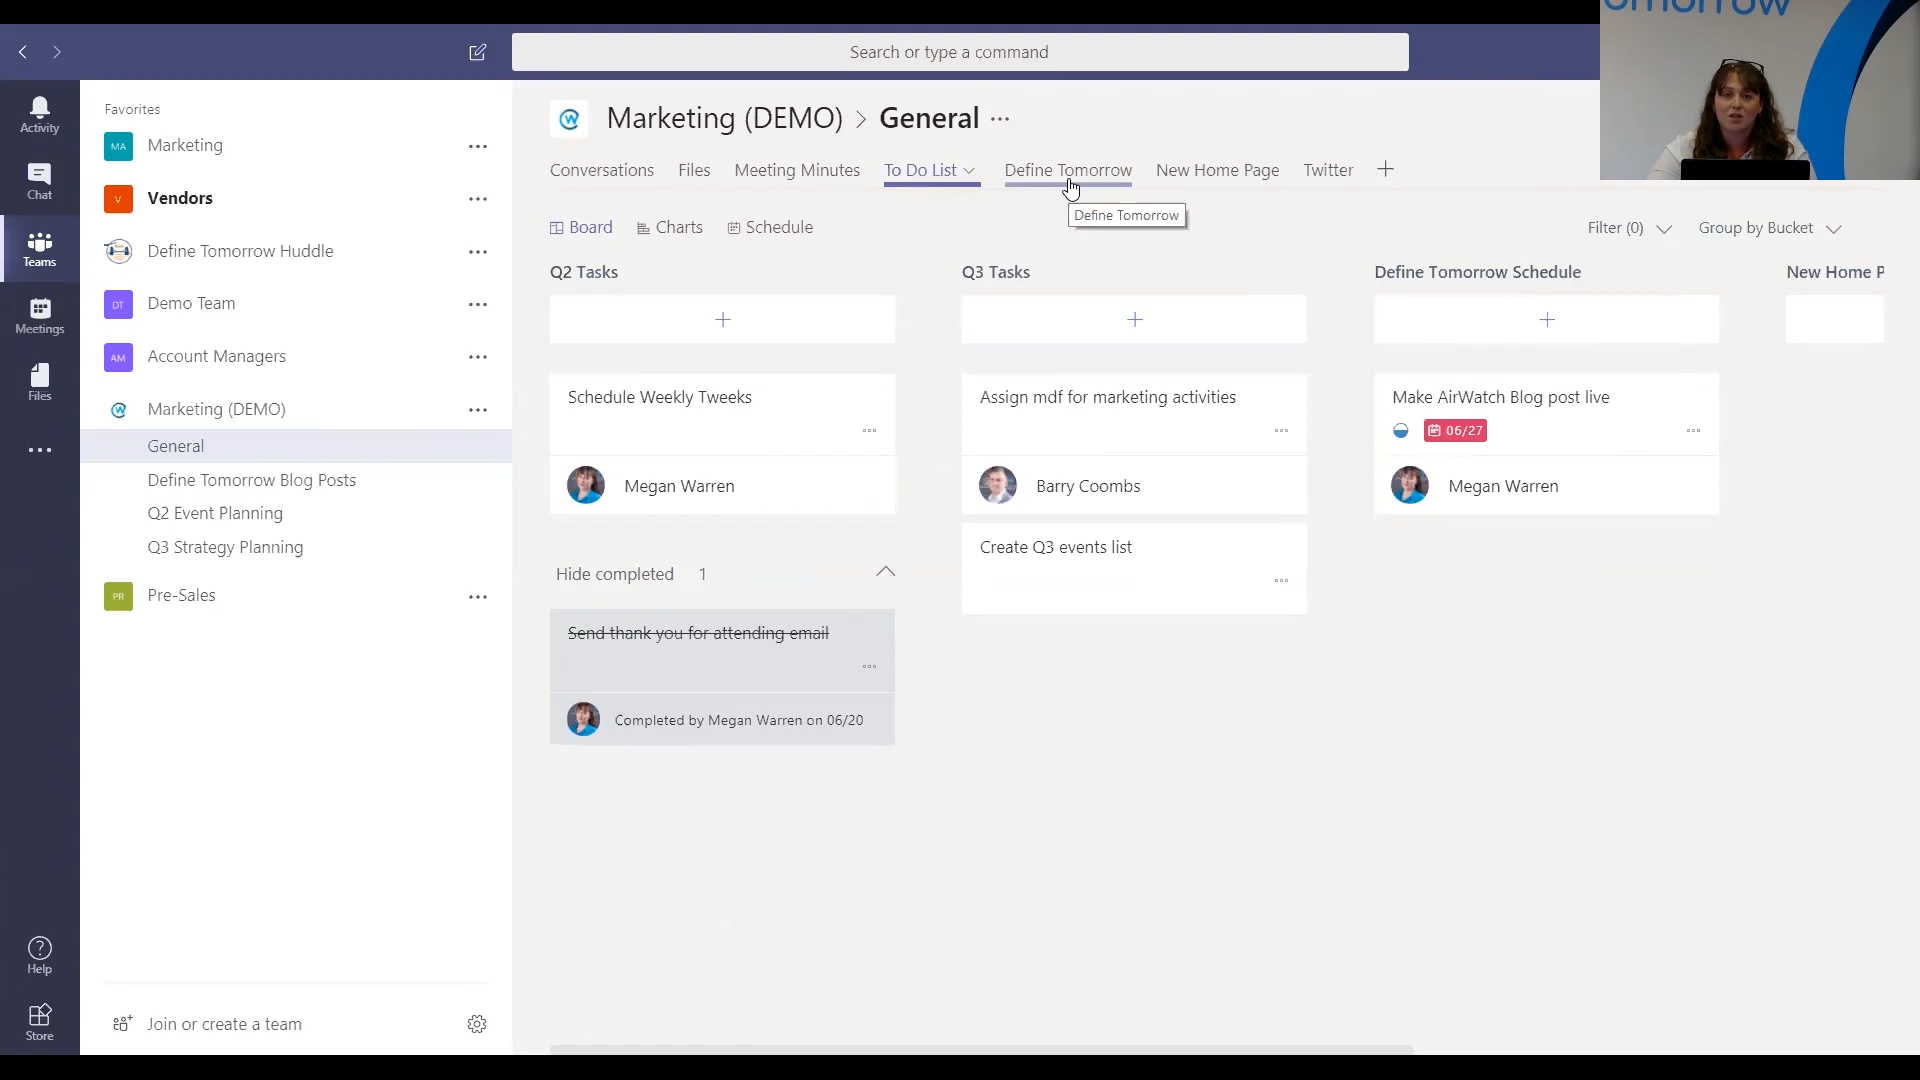 omorrow
Search or type a command
Activity
Chat
Teams
Meetings
Files
Help
Store
Favorites
MA Marketing
V Vendors
Define Tomorrow Huddle
DT Demo Team
AM Account Managers
Marketing (DEMO)
General
Define Tomorrow Blog Posts
Q2 Event Planning
Q3 Strategy Planning
PR Pre-Sales
Join or create a team
Marketing (DEMO) > General
Conversations Files Meeting Minutes To Do List Define Tomorrow New Home Page Twitter
Define Tomorrow
Board Charts Schedule Filter (0) Group by Bucket
Q2 Tasks
Schedule Weekly Tweeks
Megan Warren
Hide completed 1
Send thank you for attending email
Completed by Megan Warren on 06/20
Q3 Tasks
Assign mdf for marketing activities
Barry Coombs
Create Q3 events list
Define Tomorrow Schedule
Make AirWatch Blog post live
06/27
Megan Warren
New Home P